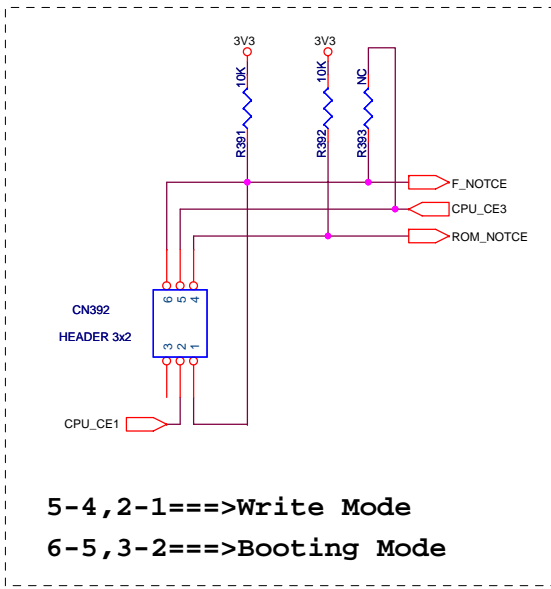 3V3
3V3
10K
10K
NC
R391
R392
R393
F_NOTCE
CPU_CE3
ROM_NOTCE
6
5
4
CN392
HEADER 3x2
3
2
1
CPU_CE1
5-4,2-1===>Write Mode
6-5,3-2===>Booting Mode